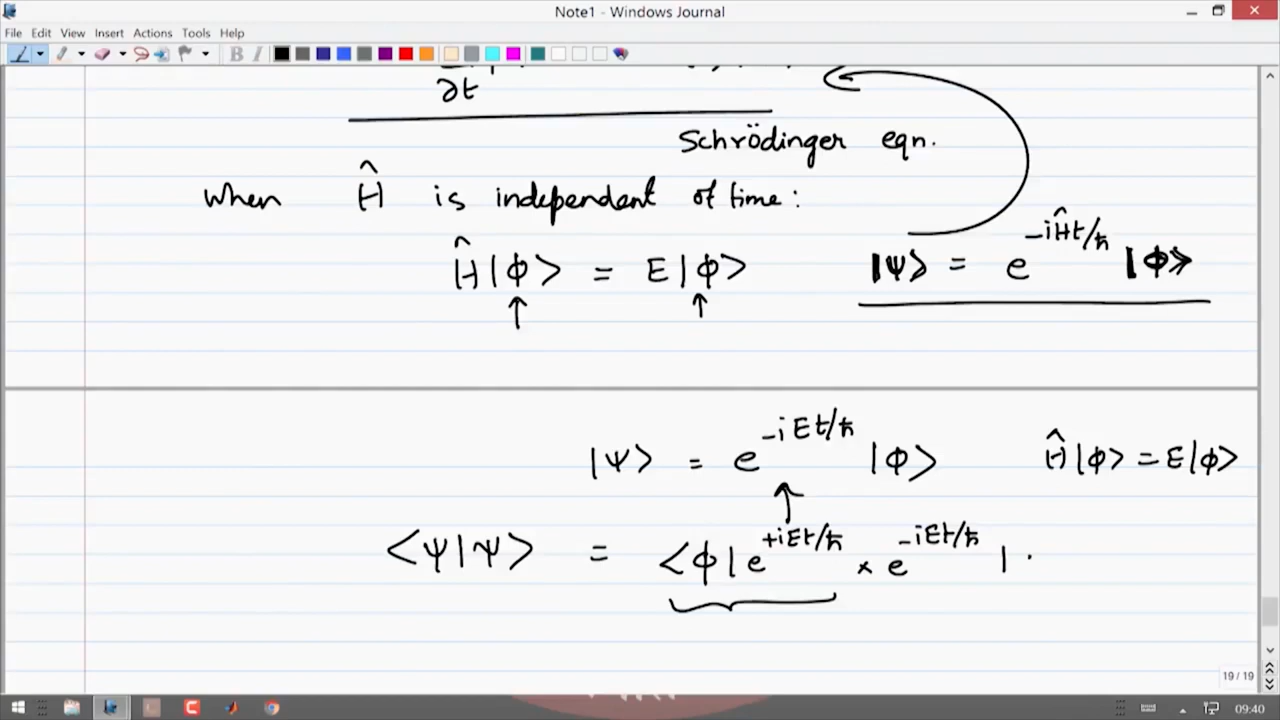 Note1 - Windows Journal
File Edit View Insert Actions Tools Help
B I
∂t
Schrödinger eqn.
when Ĥ is independent of time :
Ĥ|Φ> = E|Φ> |Ψ> = e^{-iĤt/ħ} |Φ>
|Ψ> = e^{-iEt/ħ} |Φ> Ĥ|Φ> = E|Φ>
<Ψ|Ψ> = <Φ|e^{+iEt/ħ} × e^{-iEt/ħ} |
19 / 19
09:40